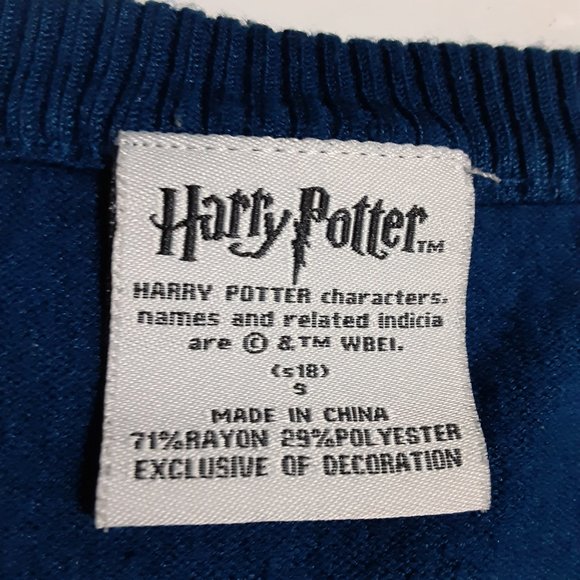 Harry Potter™
HARRY POTTER characters,
names and related indicia
are © &™ WBEI.
(s18)
S
MADE IN CHINA
71%RAYON 29%POLYESTER
EXCLUSIVE OF DECORATION